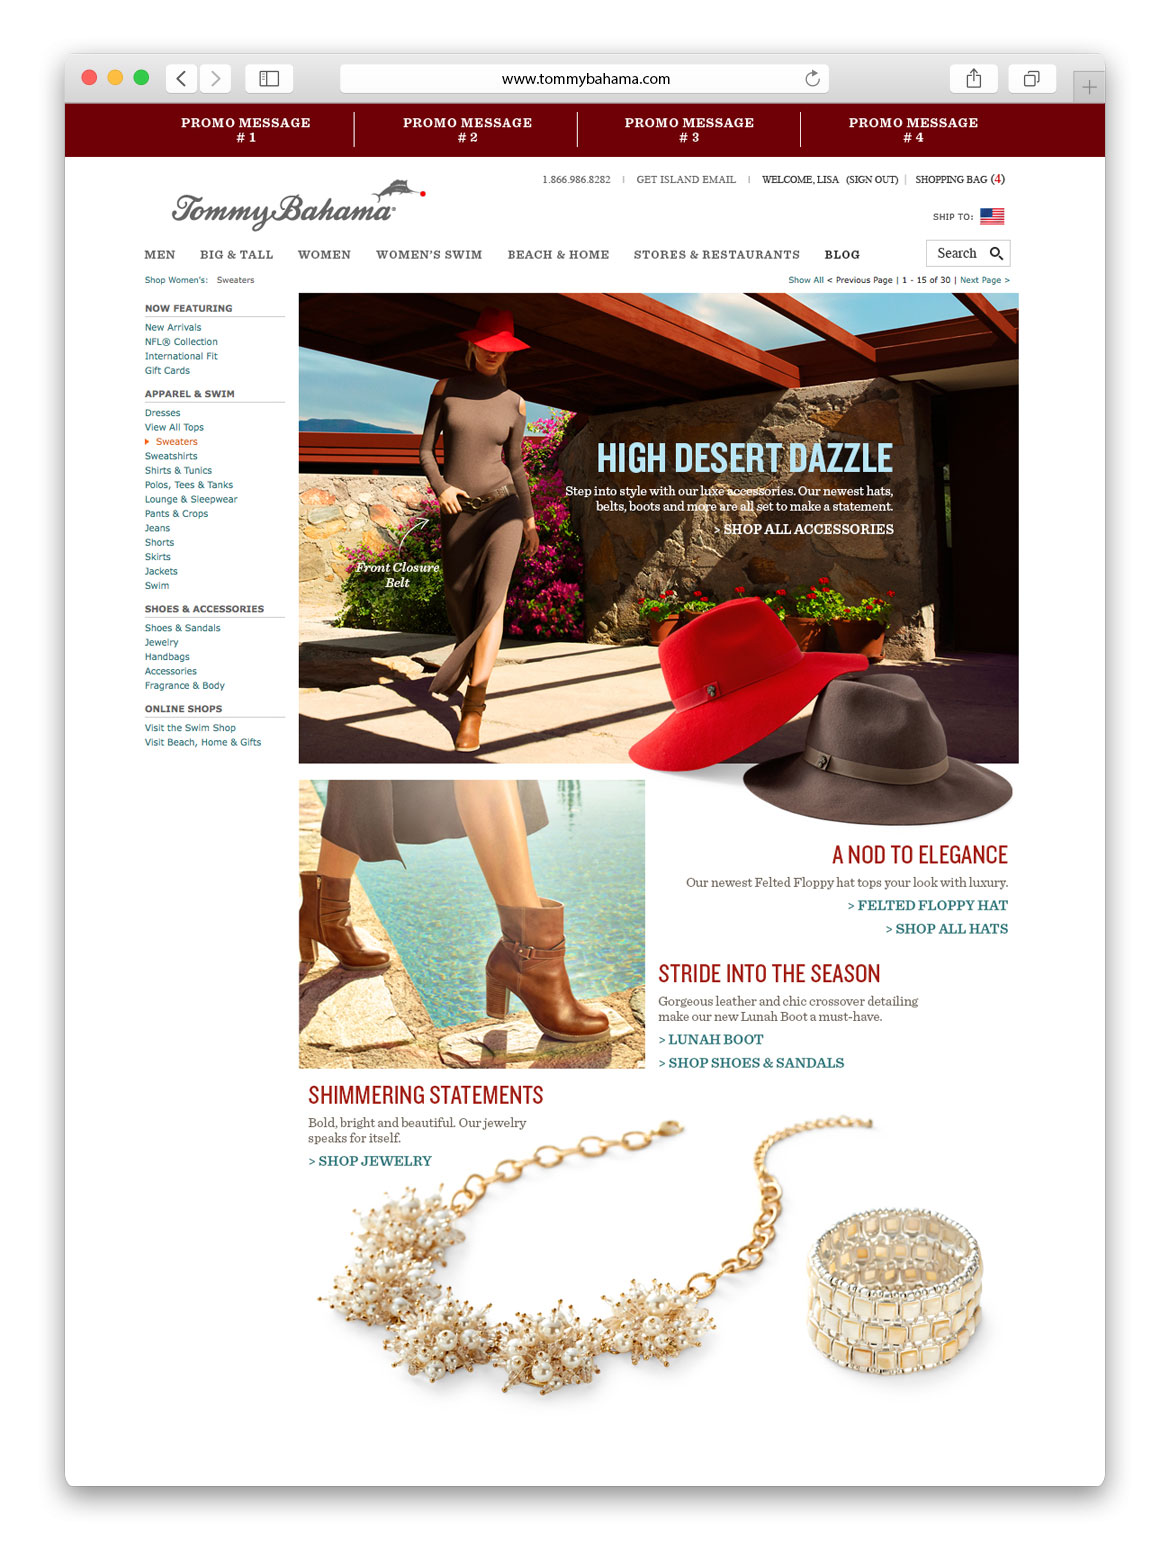 www.tommybahama.com
PROMO MESSAGE
# 1
PROMO MESSAGE
# 2
PROMO MESSAGE
# 3
PROMO MESSAGE
# 4
1.866.986.8282 | GET ISLAND EMAIL | WELCOME, LISA (SIGN OUT) | SHOPPING BAG (4)
Tommy Bahama®
SHIP TO:
MEN BIG & TALL WOMEN WOMEN'S SWIM BEACH & HOME STORES & RESTAURANTS BLOG
Search
Shop Women's: Sweaters
Show All < Previous Page | 1 - 15 of 30 | Next Page >
NOW FEATURING
New Arrivals
NFL® Collection
International Fit
Gift Cards
APPAREL & SWIM
Dresses
View All Tops
Sweaters
Sweatshirts
Shirts & Tunics
Polos, Tees & Tanks
Lounge & Sleepwear
Pants & Crops
Jeans
Shorts
Skirts
Jackets
Swim
SHOES & ACCESSORIES
Shoes & Sandals
Jewelry
Handbags
Accessories
Fragrance & Body
ONLINE SHOPS
Visit the Swim Shop
Visit Beach, Home & Gifts
HIGH DESERT DAZZLE
Step into style with our luxe accessories. Our newest hats,
belts, boots and more are all set to make a statement.
> SHOP ALL ACCESSORIES
Front Closure
Belt
A NOD TO ELEGANCE
Our newest Felted Floppy hat tops your look with luxury.
> FELTED FLOPPY HAT
> SHOP ALL HATS
STRIDE INTO THE SEASON
Gorgeous leather and chic crossover detailing
make our new Lunah Boot a must-have.
> LUNAH BOOT
> SHOP SHOES & SANDALS
SHIMMERING STATEMENTS
Bold, bright and beautiful. Our jewelry
speaks for itself.
> SHOP JEWELRY